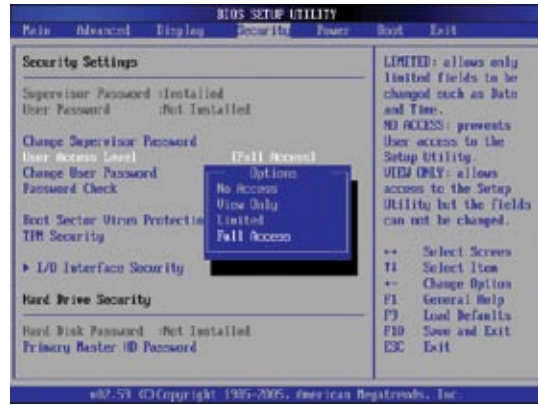 BIOS SETUP UTILITY
Main Advanced Display Security Power Boot Exit
Security Settings
Supervisor Password :Installed
User Password :Not Installed
Change Supervisor Password
User Access Level [Full Access]
Change User Password
Password Check
Boot Sector Virus Protectio
TPM Security
▶ I/O Interface Security
Hard Drive Security
Hard Disk Password :Not Installed
Primary Master HD Password
Options
No Access
View Only
Limited
Full Access
LIMITED: allows only
limited fields to be
changed such as Date
and Time.
NO ACCESS: prevents
User access to the
Setup Utility.
VIEW ONLY: allows
access to the Setup
Utility but the fields
can not be changed.
↔ Select Screen
↑↓ Select Item
+- Change Option
F1 General Help
F9 Load Defaults
F10 Save and Exit
ESC Exit
v02.59 (C)Copyright 1985-2005, American Megatrends, Inc.